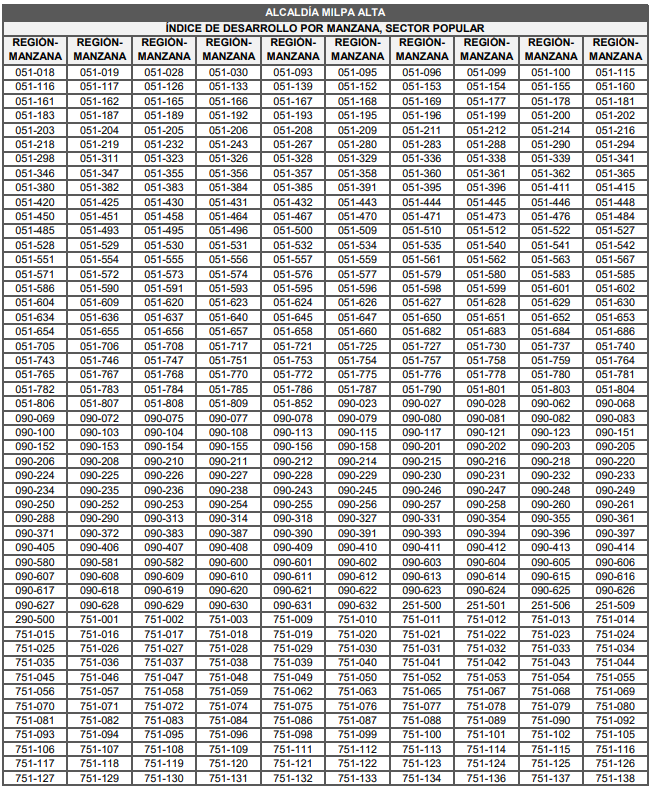 ALCALDÍA MILPA ALTA
ÍNDICE DE DESARROLLO POR MANZANA, SECTOR POPULAR
REGIÓN- REGIÓN- REGIÓN- REGIÓN- REGIÓN- REGIÓN- REGIÓN- REGIÓN- REGIÓN- REGIÓN-
MANZANA MANZANA MANZANA MANZANA MANZANA MANZANA MANZANA MANZANA MANZANA MANZANA
051-018 051-019 051-028 051-030 051-093 051-095 051-096 051-099 051-100 051-115
051-116 051-117 051-126 051-133 051-139 051-152 051-153 051-154 051-155 051-160
051-161 051-162 051-165 051-166 051-167 051-168 051-169 051-177 051-178 051-181
051-183 051-187 051-189 051-192 051-193 051-195 051-196 051-199 051-200 051-202
051-203 051-204 051-205 051-206 051-208 051-209 051-211 051-212 051-214 051-216
051-218 051-219 051-232 051-243 051-267 051-280 051-283 051-288 051-290 051-294
051-298 051-311 051-323 051-326 051-328 051-329 051-336 051-338 051-339 051-341
051-346 051-347 051-355 051-356 051-357 051-358 051-360 051-361 051-362 051-365
051-380 051-382 051-383 051-384 051-385 051-391 051-395 051-396 051-411 051-415
051-420 051-425 051-430 051-431 051-432 051-443 051-444 051-445 051-446 051-448
051-450 051-451 051-458 051-464 051-467 051-470 051-471 051-473 051-476 051-484
051-485 051-493 051-495 051-496 051-500 051-509 051-510 051-512 051-522 051-527
051-528 051-529 051-530 051-531 051-532 051-534 051-535 051-540 051-541 051-542
051-551 051-554 051-555 051-556 051-557 051-559 051-561 051-562 051-563 051-567
051-571 051-572 051-573 051-574 051-576 051-577 051-579 051-580 051-583 051-585
051-586 051-590 051-591 051-593 051-595 051-596 051-598 051-599 051-601 051-602
051-604 051-609 051-620 051-623 051-624 051-626 051-627 051-628 051-629 051-630
051-634 051-636 051-637 051-640 051-645 051-647 051-650 051-651 051-652 051-653
051-654 051-655 051-656 051-657 051-658 051-660 051-682 051-683 051-684 051-686
051-705 051-706 051-708 051-717 051-721 051-725 051-727 051-730 051-737 051-740
051-743 051-746 051-747 051-751 051-753 051-754 051-757 051-758 051-759 051-764
051-765 051-767 051-768 051-770 051-772 051-775 051-776 051-778 051-780 051-781
051-782 051-783 051-784 051-785 051-786 051-787 051-790 051-801 051-803 051-804
051-806 051-807 051-808 051-809 051-852 090-023 090-027 090-028 090-062 090-068
090-069 090-072 090-075 090-077 090-078 090-079 090-080 090-081 090-082 090-083
090-100 090-103 090-104 090-108 090-113 090-115 090-117 090-121 090-123 090-151
090-152 090-153 090-154 090-155 090-156 090-158 090-201 090-202 090-203 090-205
090-206 090-208 090-210 090-211 090-212 090-214 090-215 090-216 090-218 090-220
090-224 090-225 090-226 090-227 090-228 090-229 090-230 090-231 090-232 090-233
090-234 090-235 090-236 090-238 090-243 090-245 090-246 090-247 090-248 090-249
090-250 090-252 090-253 090-254 090-255 090-256 090-257 090-258 090-260 090-261
090-288 090-290 090-313 090-314 090-318 090-327 090-331 090-354 090-355 090-361
090-371 090-372 090-383 090-387 090-390 090-391 090-393 090-394 090-396 090-397
090-405 090-406 090-407 090-408 090-409 090-410 090-411 090-412 090-413 090-414
090-580 090-581 090-582 090-600 090-601 090-602 090-603 090-604 090-605 090-606
090-607 090-608 090-609 090-610 090-611 090-612 090-613 090-614 090-615 090-616
090-617 090-618 090-619 090-620 090-621 090-622 090-623 090-624 090-625 090-626
090-627 090-628 090-629 090-630 090-631 090-632 251-500 251-501 251-506 251-509
290-500 751-001 751-002 751-003 751-009 751-010 751-011 751-012 751-013 751-014
751-015 751-016 751-017 751-018 751-019 751-020 751-021 751-022 751-023 751-024
751-025 751-026 751-027 751-028 751-029 751-030 751-031 751-032 751-033 751-034
751-035 751-036 751-037 751-038 751-039 751-040 751-041 751-042 751-043 751-044
751-045 751-046 751-047 751-048 751-049 751-050 751-052 751-053 751-054 751-055
751-056 751-057 751-058 751-059 751-062 751-063 751-065 751-067 751-068 751-069
751-070 751-071 751-072 751-074 751-075 751-076 751-077 751-078 751-079 751-080
751-081 751-082 751-083 751-084 751-086 751-087 751-088 751-089 751-090 751-092
751-093 751-094 751-095 751-096 751-098 751-099 751-100 751-101 751-102 751-105
751-106 751-107 751-108 751-109 751-111 751-112 751-113 751-114 751-115 751-116
751-117 751-118 751-119 751-120 751-121 751-122 751-123 751-124 751-125 751-126
751-127 751-129 751-130 751-131 751-132 751-133 751-134 751-136 751-137 751-138